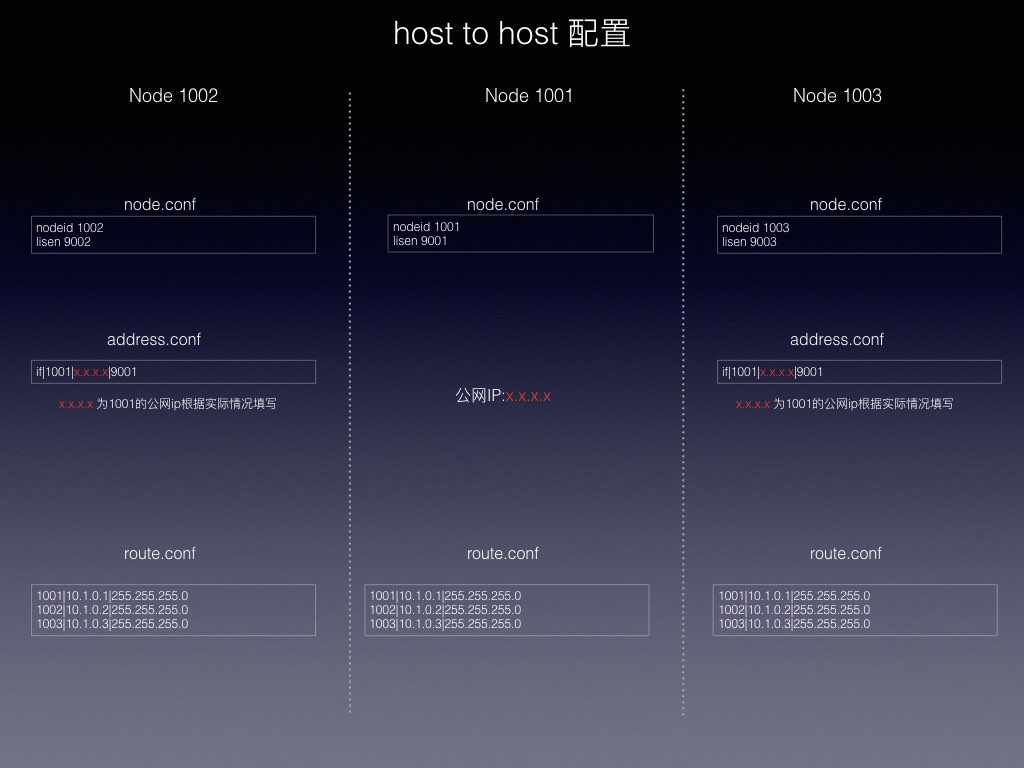 host to host 配置
Node 1002
node.conf
nodeid 1002
lisen 9002
address.conf
if|1001|x.x.x.x|9001
x.x.x.x 为1001的公网ip根据实际情况填写
route.conf
1001|10.1.0.1|255.255.255.0
1002|10.1.0.2|255.255.255.0
1003|10.1.0.3|255.255.255.0
Node 1001
node.conf
nodeid 1001
lisen 9001
公网IP:x.x.x.x
route.conf
1001|10.1.0.1|255.255.255.0
1002|10.1.0.2|255.255.255.0
1003|10.1.0.3|255.255.255.0
Node 1003
node.conf
nodeid 1003
lisen 9003
address.conf
if|1001|x.x.x.x|9001
x.x.x.x 为1001的公网ip根据实际情况填写
route.conf
1001|10.1.0.1|255.255.255.0
1002|10.1.0.2|255.255.255.0
1003|10.1.0.3|255.255.255.0